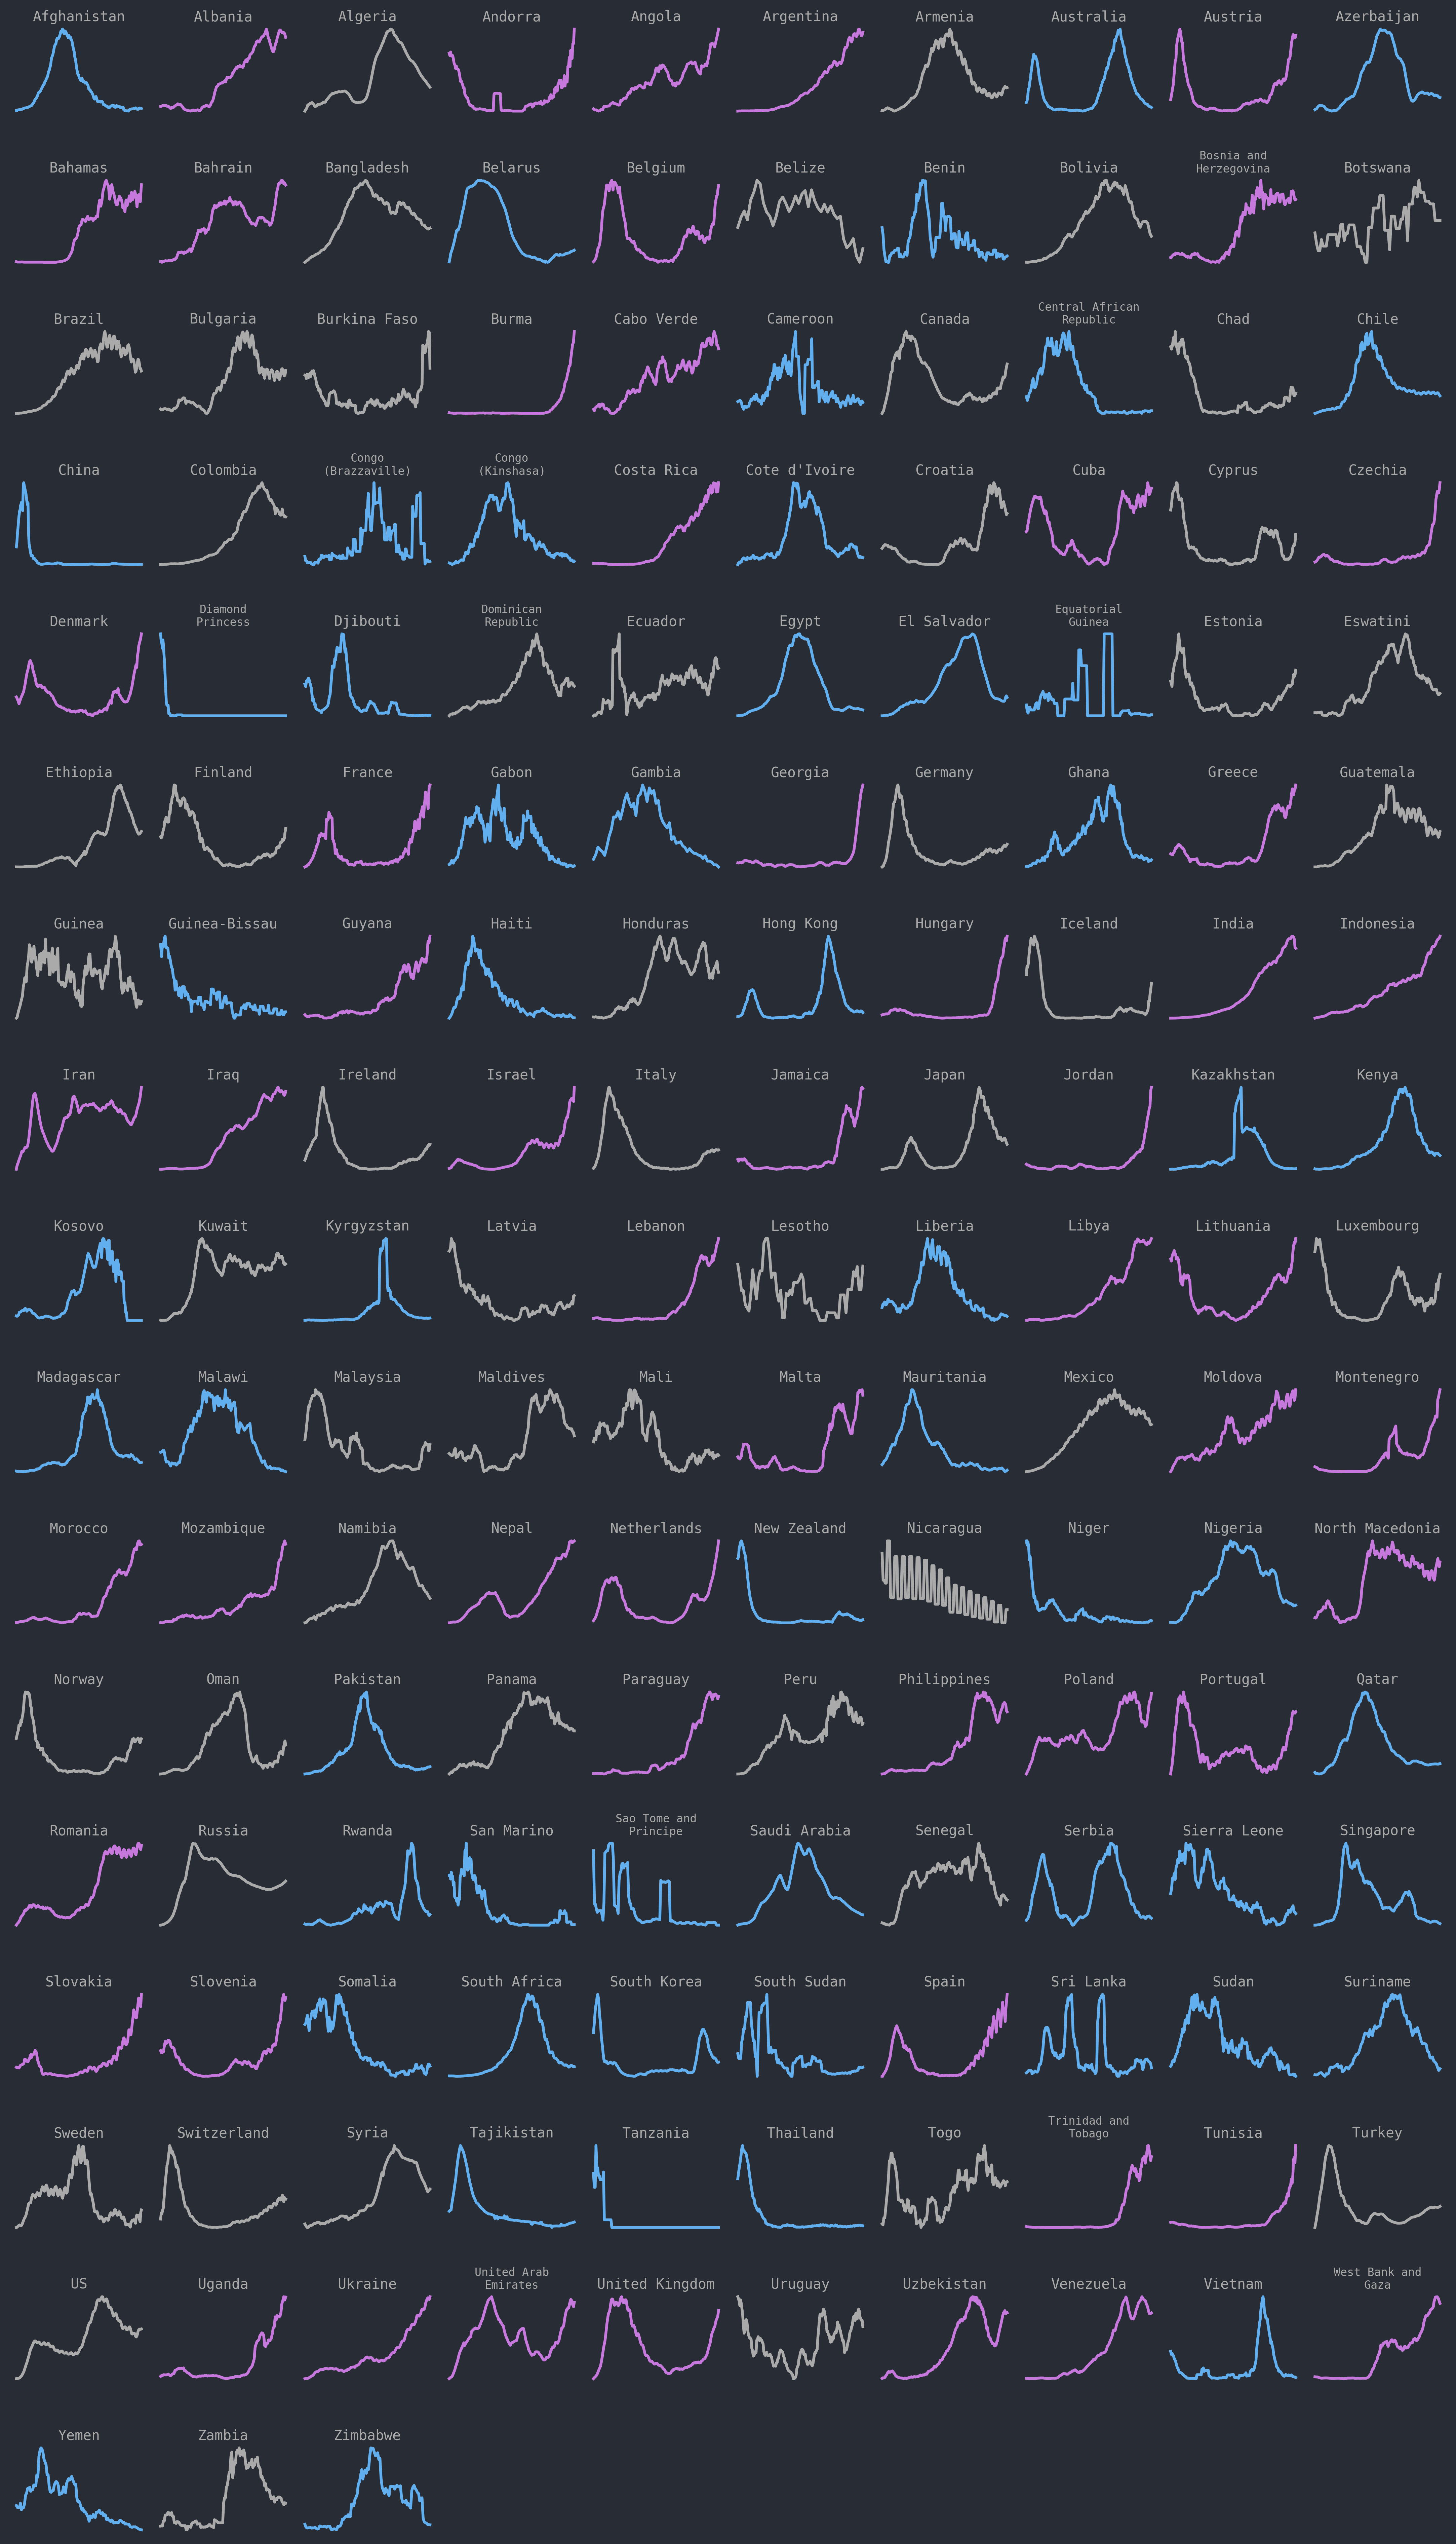 Afghanistan
Albania
Algeria
Andorra
Angola
Argentina
Armenia
Australia
Austria
Azerbaijan
Bahamas
Bahrain
Bangladesh
Belarus
Belgium
Belize
Benin
Bolivia
Bosnia and
Herzegovina
Botswana
Brazil
Bulgaria
Burkina Faso
Burma
Cabo Verde
Cameroon
Canada
Central African
Republic
Chad
Chile
China
Colombia
Congo
(Brazzaville)
Congo
(Kinshasa)
Costa Rica
Cote d'Ivoire
Croatia
Cuba
Cyprus
Czechia
Denmark
Diamond
Princess
Djibouti
Dominican
Republic
Ecuador
Egypt
El Salvador
Equatorial
Guinea
Estonia
Eswatini
Ethiopia
Finland
France
Gabon
Gambia
Georgia
Germany
Ghana
Greece
Guatemala
Guinea
Guinea-Bissau
Guyana
Haiti
Honduras
Hong Kong
Hungary
Iceland
India
Indonesia
Iran
Iraq
Ireland
Israel
Italy
Jamaica
Japan
Jordan
Kazakhstan
Kenya
Kosovo
Kuwait
Kyrgyzstan
Latvia
Lebanon
Lesotho
Liberia
Libya
Lithuania
Luxembourg
Madagascar
Malawi
Malaysia
Maldives
Mali
Malta
Mauritania
Mexico
Moldova
Montenegro
Morocco
Mozambique
Namibia
Nepal
Netherlands
New Zealand
Nicaragua
Niger
Nigeria
North Macedonia
Norway
Oman
Pakistan
Panama
Paraguay
Peru
Philippines
Poland
Portugal
Qatar
Romania
Russia
Rwanda
San Marino
Sao Tome and
Principe
Saudi Arabia
Senegal
Serbia
Sierra Leone
Singapore
Slovakia
Slovenia
Somalia
South Africa
South Korea
South Sudan
Spain
Sri Lanka
Sudan
Suriname
Sweden
Switzerland
Syria
Tajikistan
Tanzania
Thailand
Togo
Trinidad and
Tobago
Tunisia
Turkey
US
Uganda
Ukraine
United Arab
Emirates
United Kingdom
Uruguay
Uzbekistan
Venezuela
Vietnam
West Bank and
Gaza
Yemen
Zambia
Zimbabwe